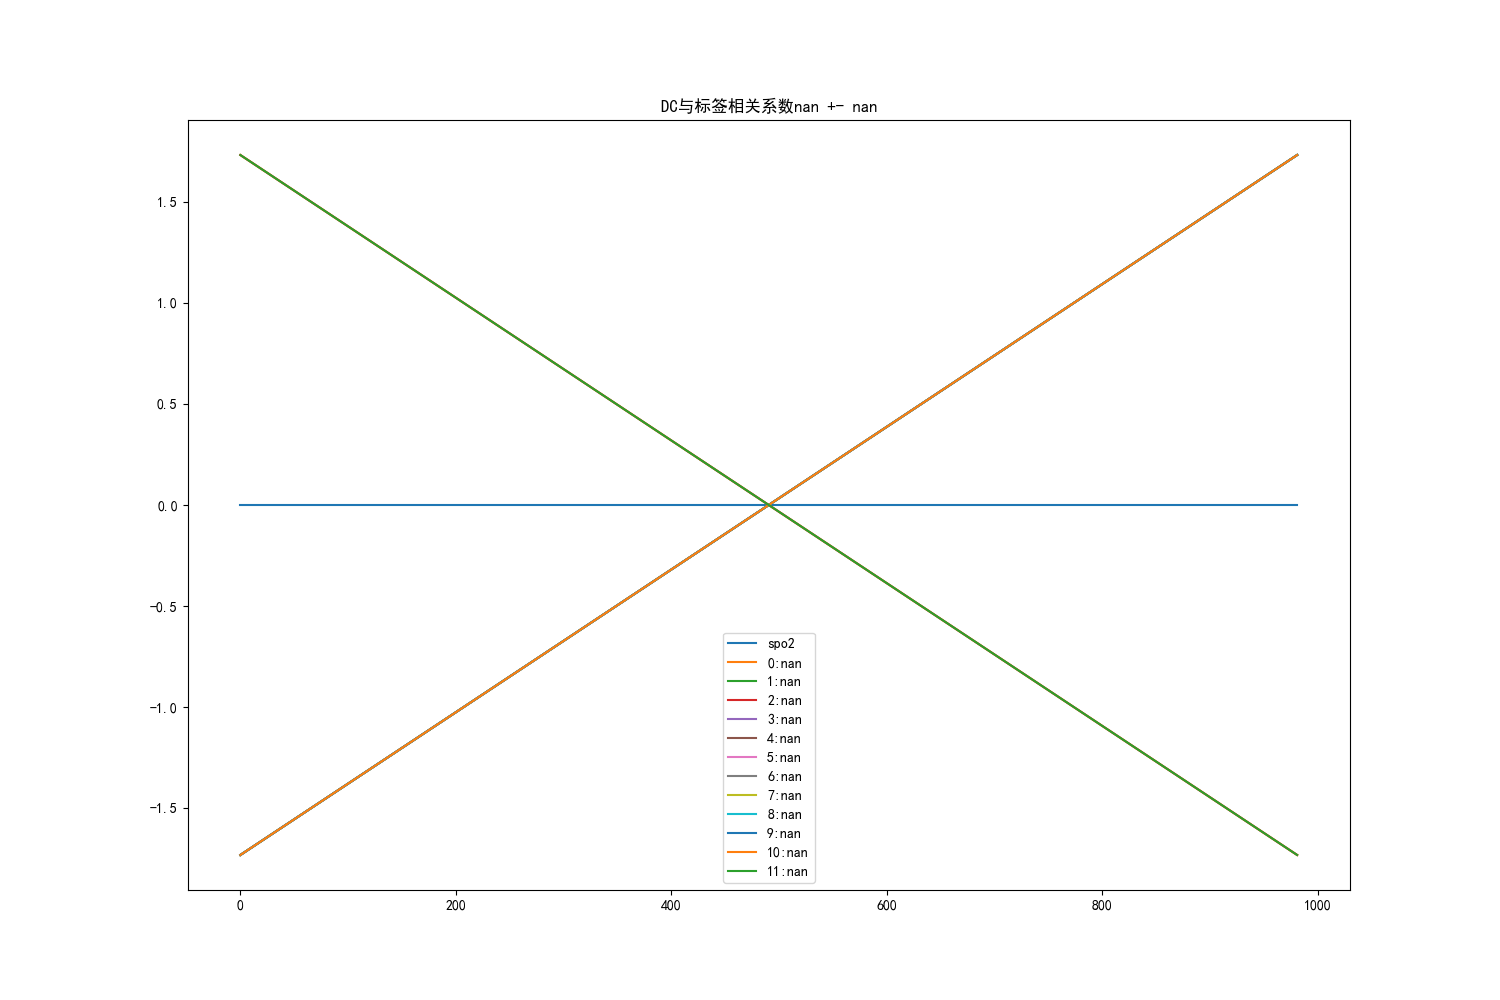 DC与标签相关系数nan +- nan
1.5
1.0
0.5
0.0
-0.5
-1.0
-1.5
spo2
0:nan
1:nan
2:nan
3:nan
4:nan
5:nan
6:nan
7:nan
8:nan
9:nan
10:nan
11:nan
0 200 400 600 800 1000